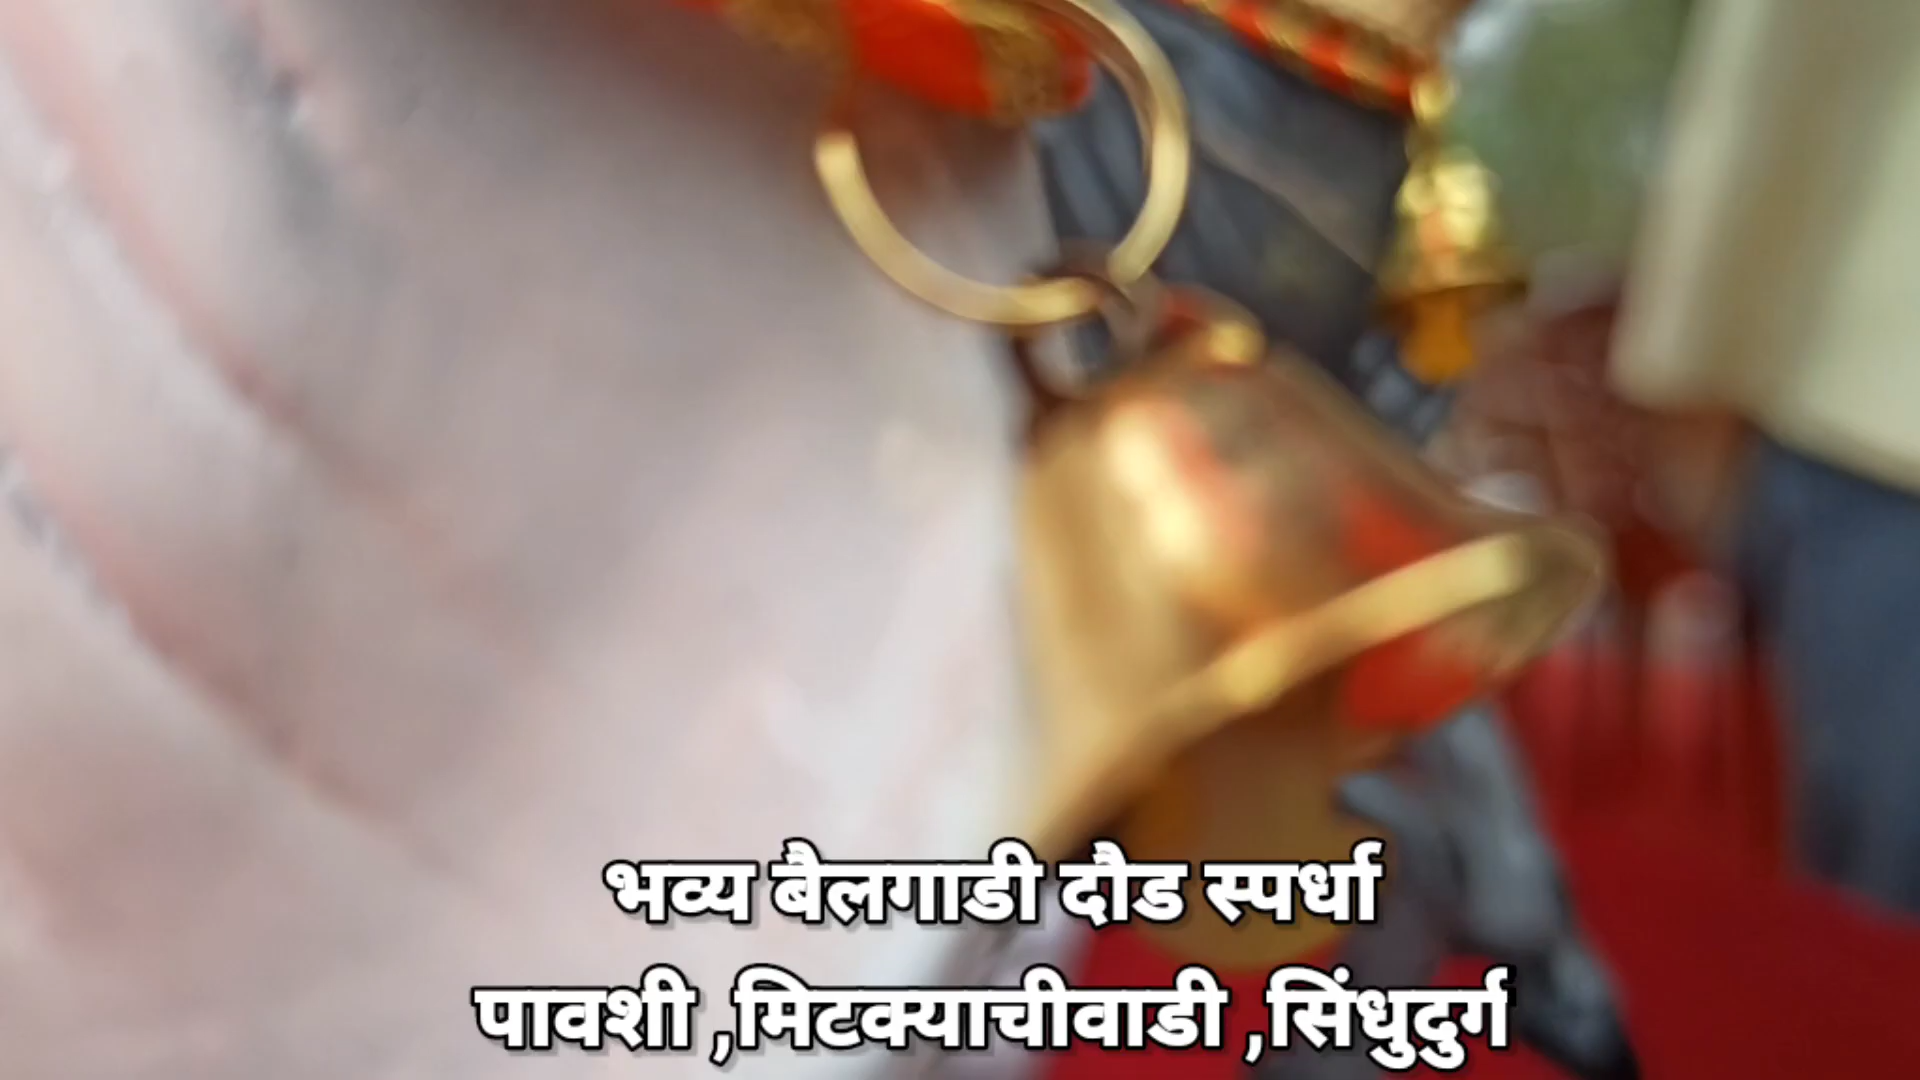 भव्य बैलगाडी दौड स्पर्धा
पावशी ,मिटक्याचीवाडी ,सिंधुदुर्ग